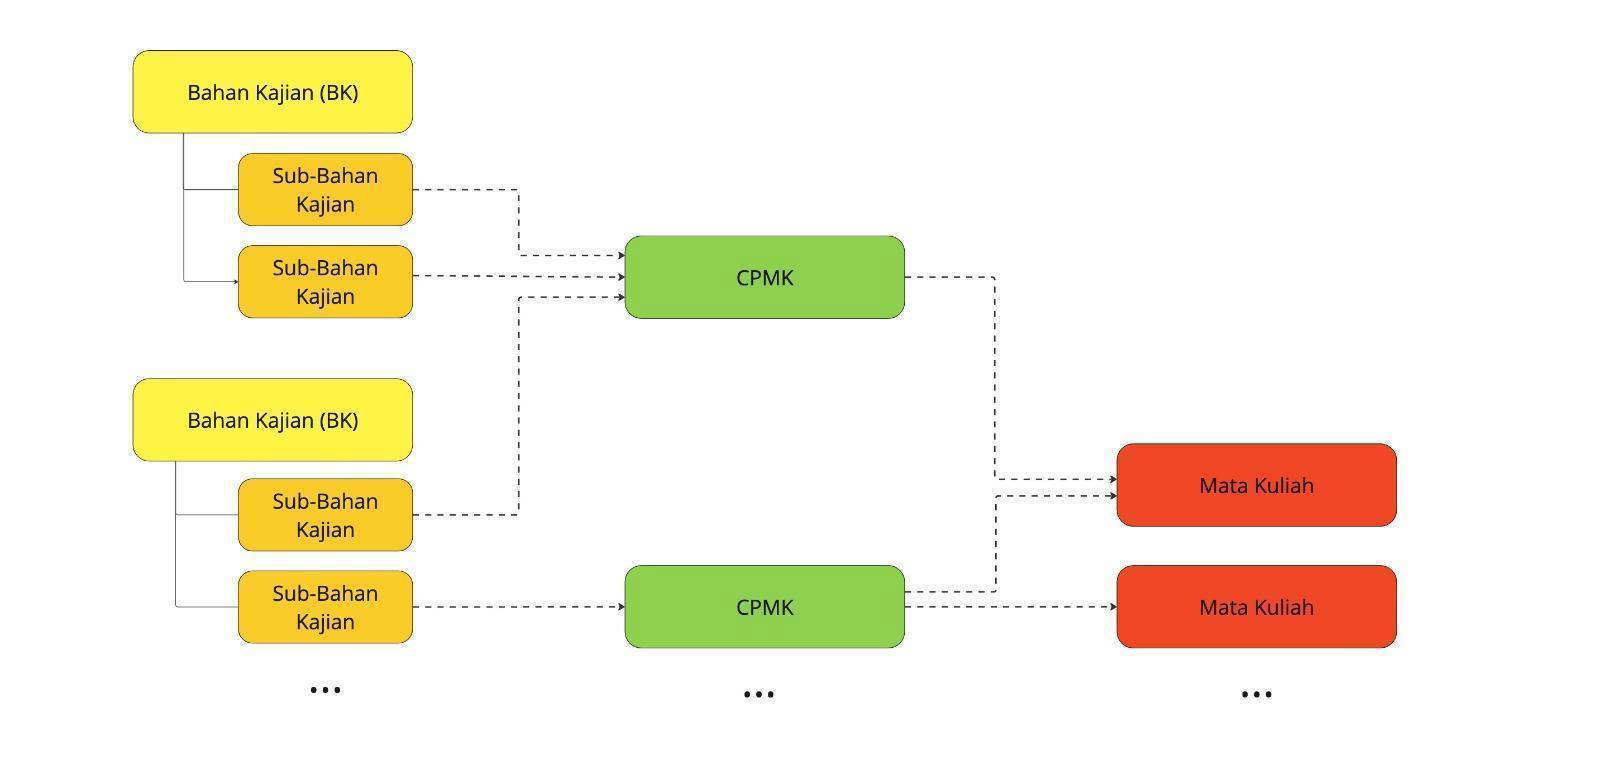 Bahan Kajian (BK)
Sub-Bahan
Kajian
Sub-Bahan
Kajian
CPMK
Bahan Kajian (BK)
Sub-Bahan
Kajian
Sub-Bahan
Kajian
CPMK
Mata Kuliah
Mata Kuliah
...
...
...